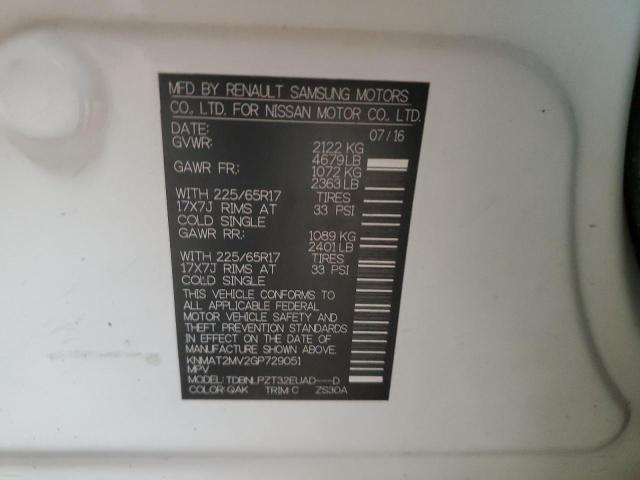 MFD BY RENAULT SAMSUNG MOTORS
CO., LTD. FOR NISSAN MOTOR CO., LTD.
DATE: 07/16
GVWR: 2122 KG
4679 LB
GAWR FR: 1072 KG
2363 LB
WITH 225/65R17 TIRES
17X7J RIMS AT 33 PSI
COLD SINGLE
GAWR RR: 1089 KG
2401 LB
WITH 225/65R17 TIRES
17X7J RIMS AT 33 PSI
COLD SINGLE
THIS VEHICLE CONFORMS TO
ALL APPLICABLE FEDERAL
MOTOR VEHICLE SAFETY AND
THEFT PREVENTION STANDARDS
IN EFFECT ON THE DATE OF
MANUFACTURE SHOWN ABOVE.
KNMAT2MV2GP729051
MPV
MODEL: TDBNLPZT32EUAD---D
COLOR: QAK TRIM: C ZS30A